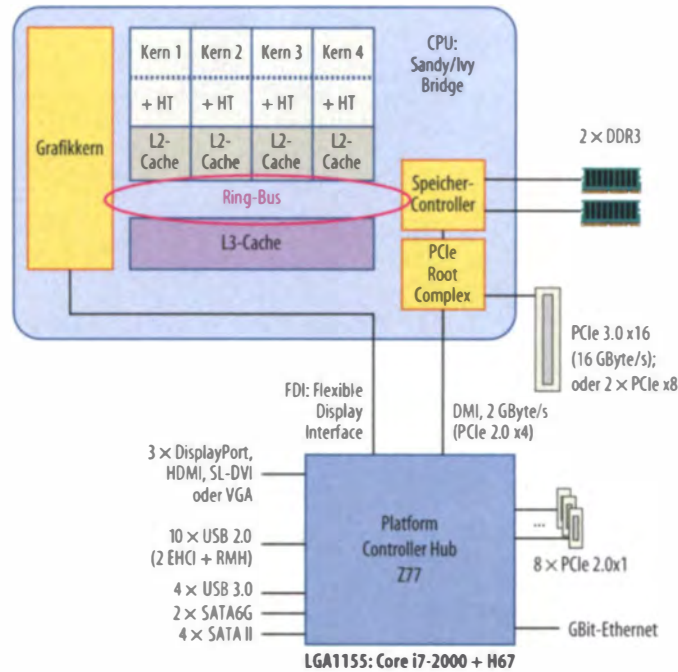 Kern 1
Kern 2
Kern 3
Kern 4
CPU:
Sandy/Ivy
Bridge
+ HT
+ HT
+ HT
+ HT
Grafikkern
L2-
Cache
L2-
Cache
L2-
Cache
L2-
Cache
2 × DDR3
Ring-Bus
Speicher-
Controller
L3-Cache
PCIe
Root
Complex
PCIe 3.0 x16
(16 GByte/s);
oder 2 × PCIe x8
FDI: Flexible
Display
Interface
DMI, 2 GByte/s
(PCIe 2.0 x4)
3 × DisplayPort,
HDMI, SL-DVI
oder VGA
10 × USB 2.0
(2 EHCI + RMH)
4 × USB 3.0
2 × SATA6G
4 × SATA II
Platform
Controller Hub
Z77
...
8 × PCIe 2.0x1
GBit-Ethernet
LGA1155: Core i7-2000 + H67